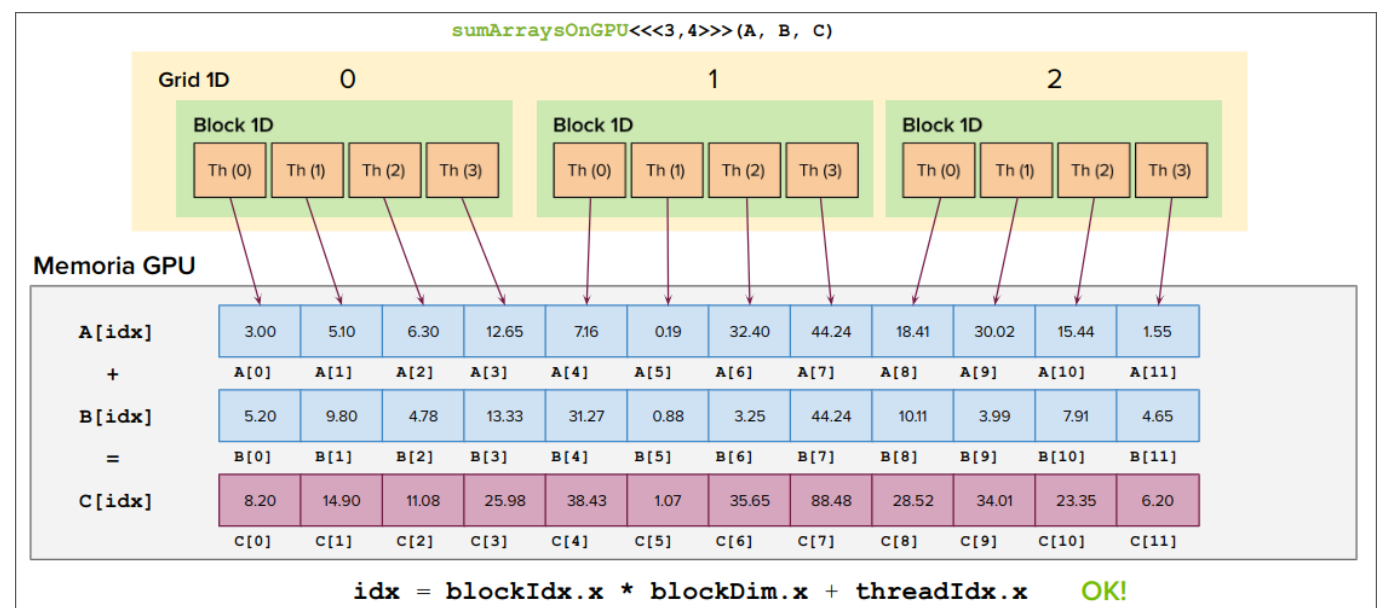 sumArraysOnGPU<<<3,4>>>(A, B, C)
Grid 1D 0 1 2
Block 1D Block 1D Block 1D
Th (0) Th (1) Th (2) Th (3) Th (0) Th (1) Th (2) Th (3) Th (0) Th (1) Th (2) Th (3)
Memoria GPU
A[idx] 3.00 5.10 6.30 12.65 7.16 0.19 32.40 44.24 18.41 30.02 15.44 1.55
+ A[0] A[1] A[2] A[3] A[4] A[5] A[6] A[7] A[8] A[9] A[10] A[11]
B[idx] 5.20 9.80 4.78 13.33 31.27 0.88 3.25 44.24 10.11 3.99 7.91 4.65
= B[0] B[1] B[2] B[3] B[4] B[5] B[6] B[7] B[8] B[9] B[10] B[11]
C[idx] 8.20 14.90 11.08 25.98 38.43 1.07 35.65 88.48 28.52 34.01 23.35 6.20
C[0] C[1] C[2] C[3] C[4] C[5] C[6] C[7] C[8] C[9] C[10] C[11]
idx = blockIdx.x * blockDim.x + threadIdx.x OK!